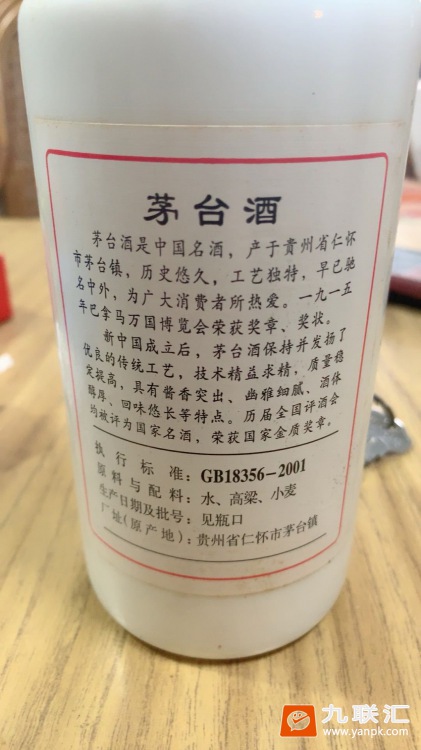 茅台酒
茅台酒是中国名酒，产于贵州省仁怀
市茅台镇，历史悠久，工艺独特，早已驰
名中外，为广大消费者所热爱。一九一五
年巴拿马万国博览会荣获奖章、奖状。
新中国成立后，茅台酒保持并发扬了
优良的传统工艺，技术精益求精，质量稳
定提高，具有酱香突出、幽雅细腻、酒体
醇厚、回味悠长等特点。历届全国评酒会
均被评为国家名酒，荣获国家金质奖章。
执行标准：GB18356-2001
原料与配料：水、高粱、小麦
生产日期及批号：见瓶口
厂址(原产地)：贵州省仁怀市茅台镇
九联汇
www.yanpk.com